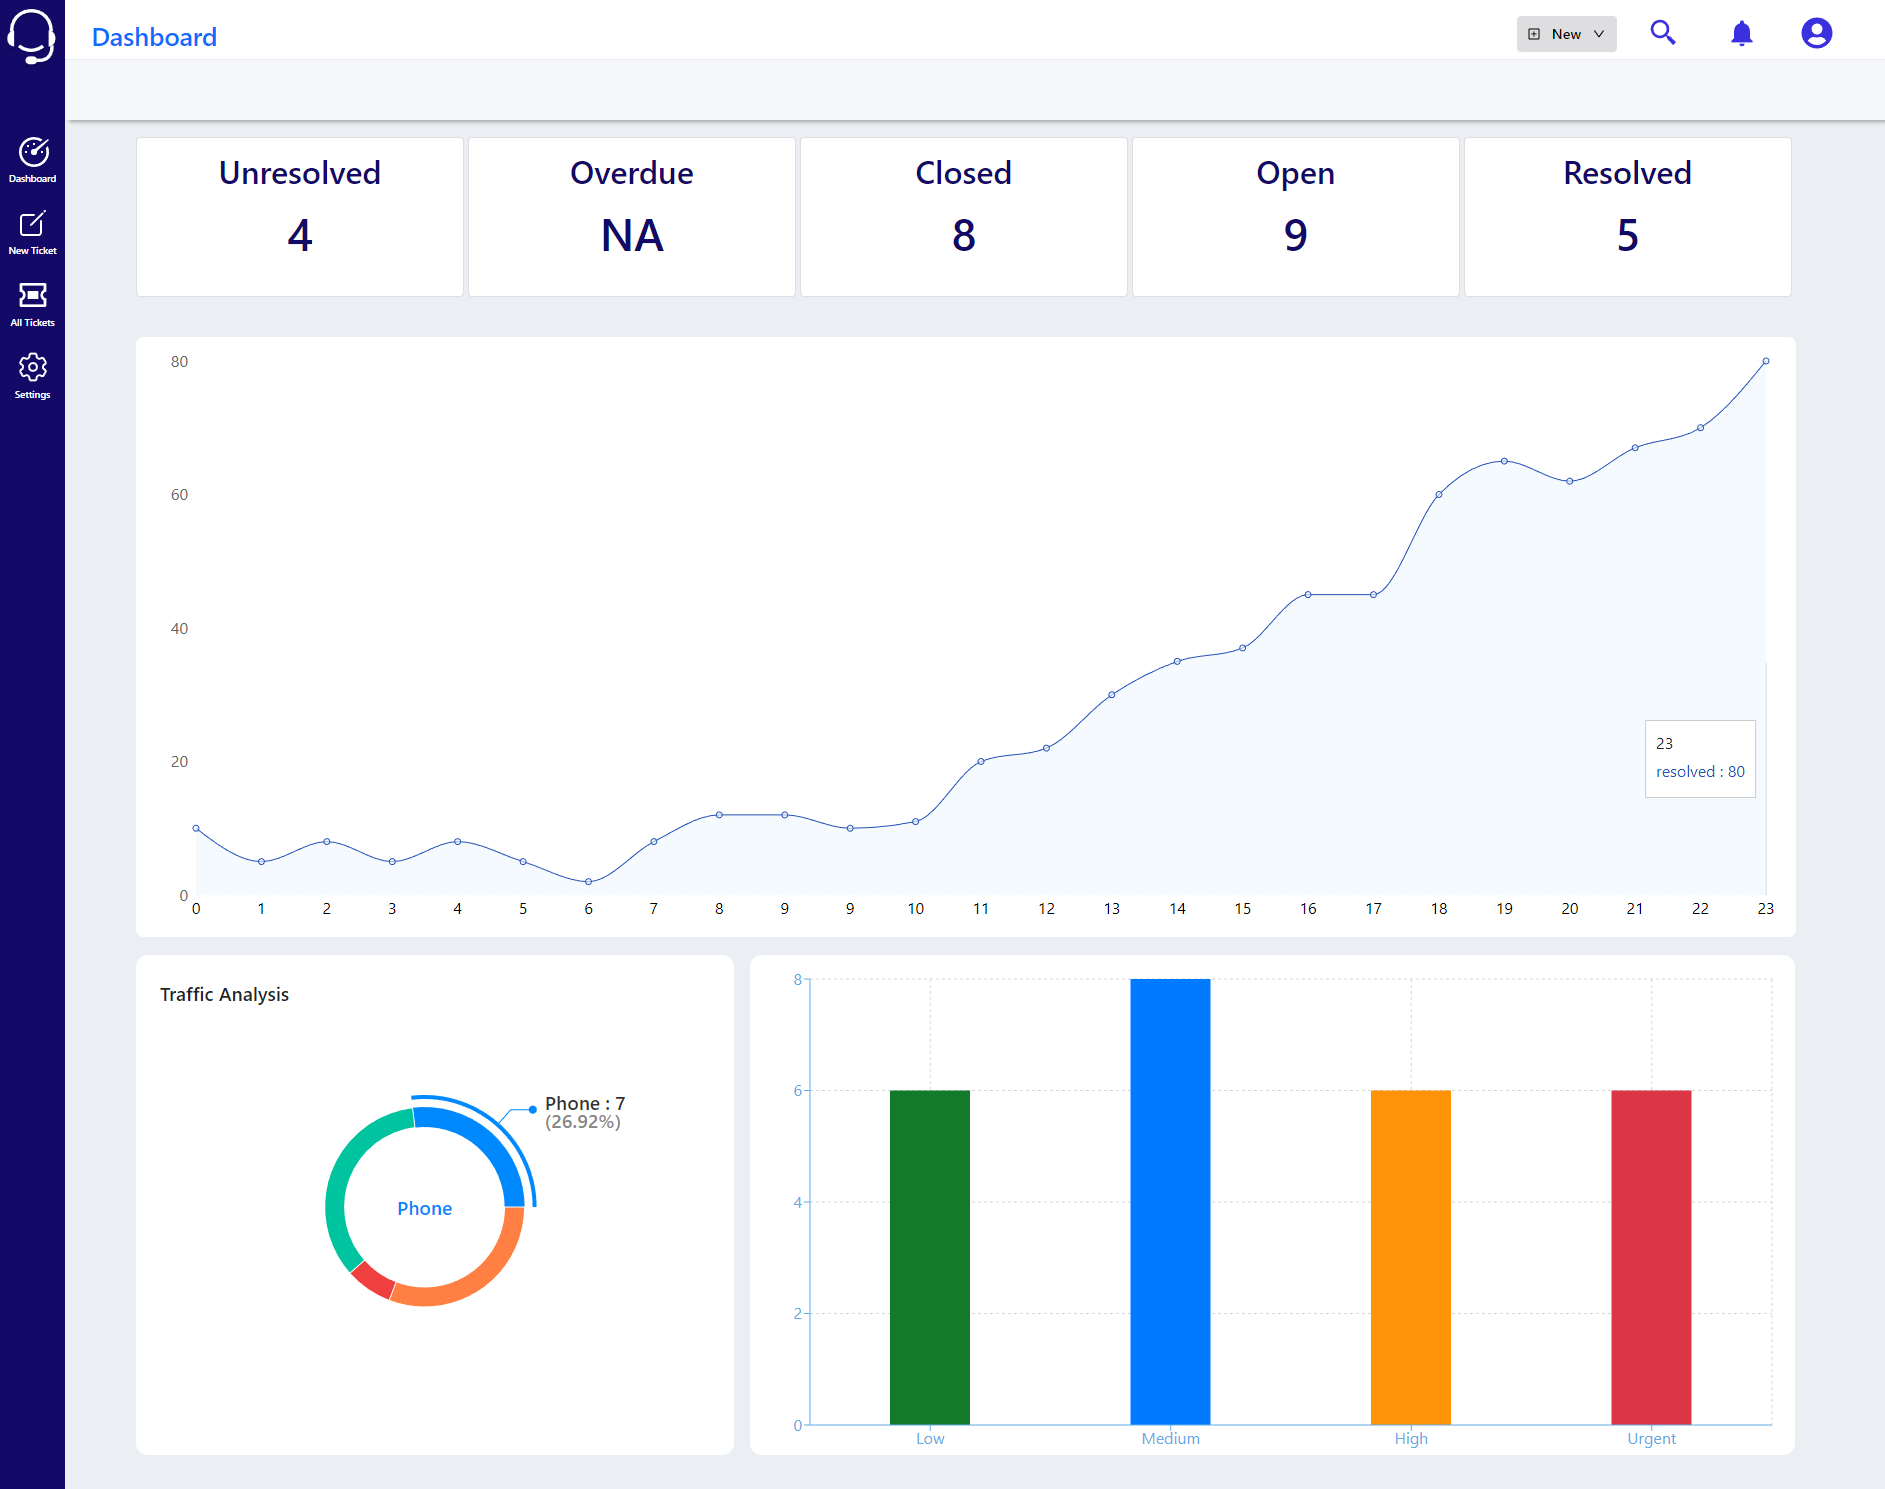 Dashboard
New
Dashboard
New Ticket
All Tickets
Settings
Unresolved
4
Overdue
NA
Closed
8
Open
9
Resolved
5
80
60
40
20
0
0 1 2 3 4 5 6 7 8 9 9 10 11 12 13 14 15 16 17 18 19 20 21 22 23
23
resolved : 80
Traffic Analysis
Phone : 7
(26.92%)
Phone
8
6
4
2
0
Low Medium High Urgent